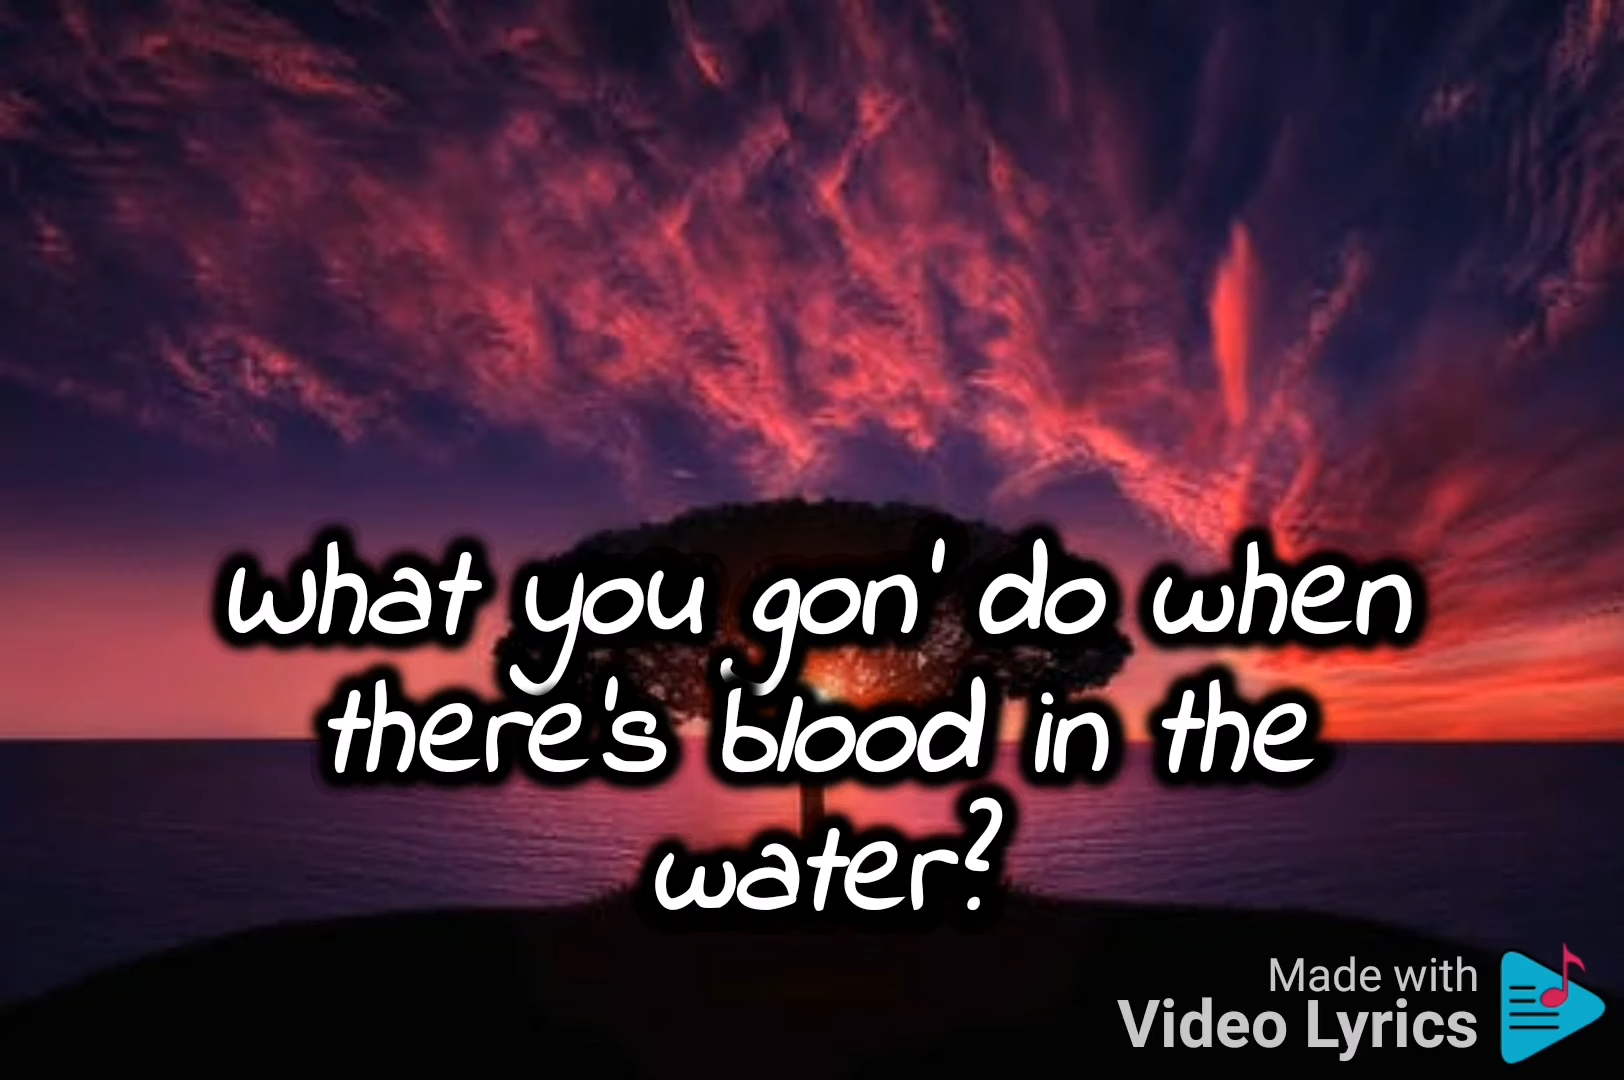 What you gon' do when
there's blood in the
water?
Made with
Video Lyrics